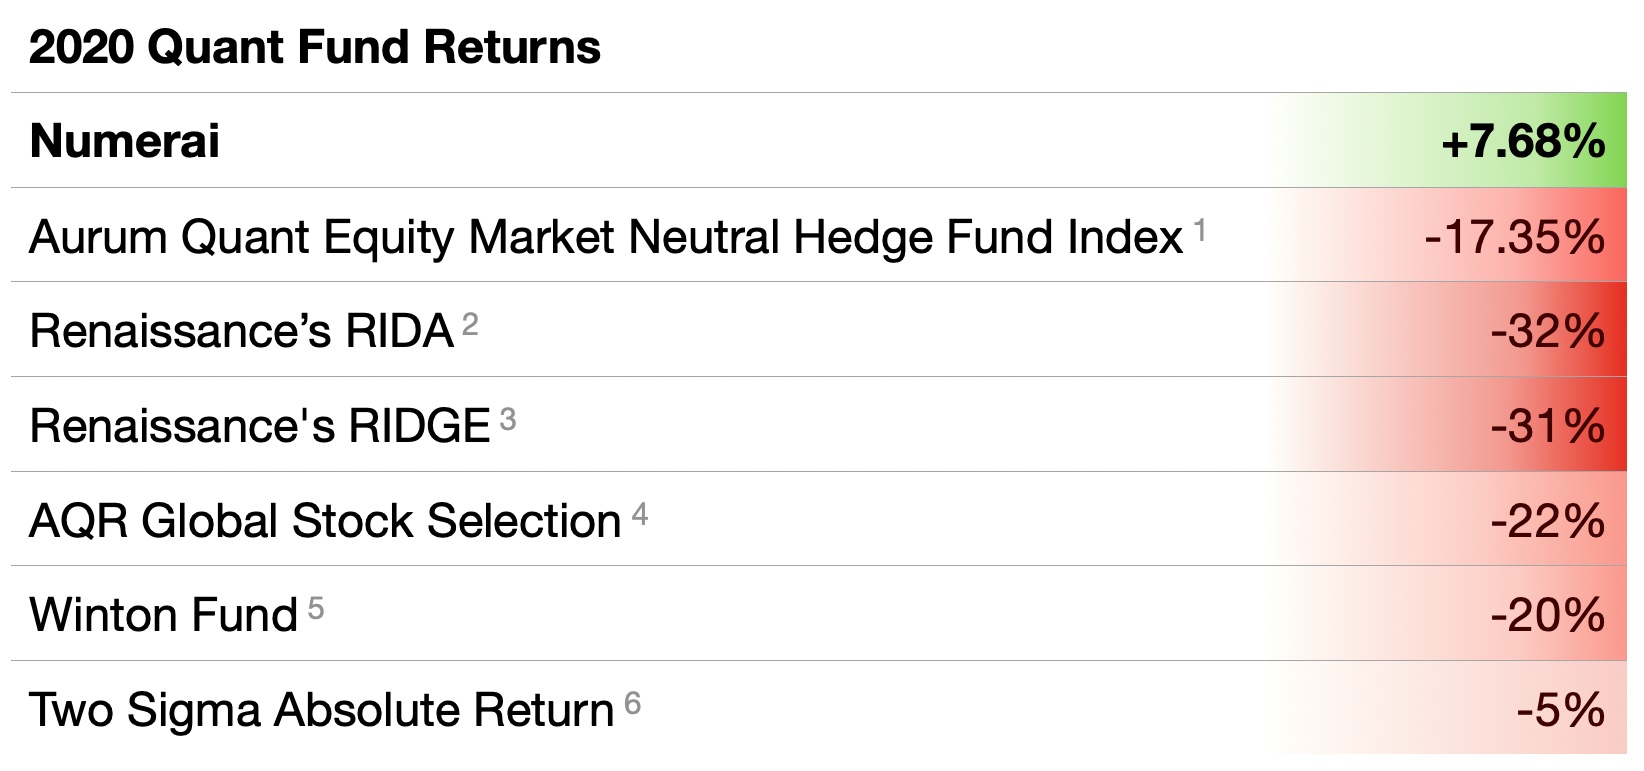 2020 Quant Fund Returns
Numerai +7.68%
Aurum Quant Equity Market Neutral Hedge Fund Index 1 -17.35%
Renaissance’s RIDA 2 -32%
Renaissance's RIDGE 3 -31%
AQR Global Stock Selection 4 -22%
Winton Fund 5 -20%
Two Sigma Absolute Return 6 -5%